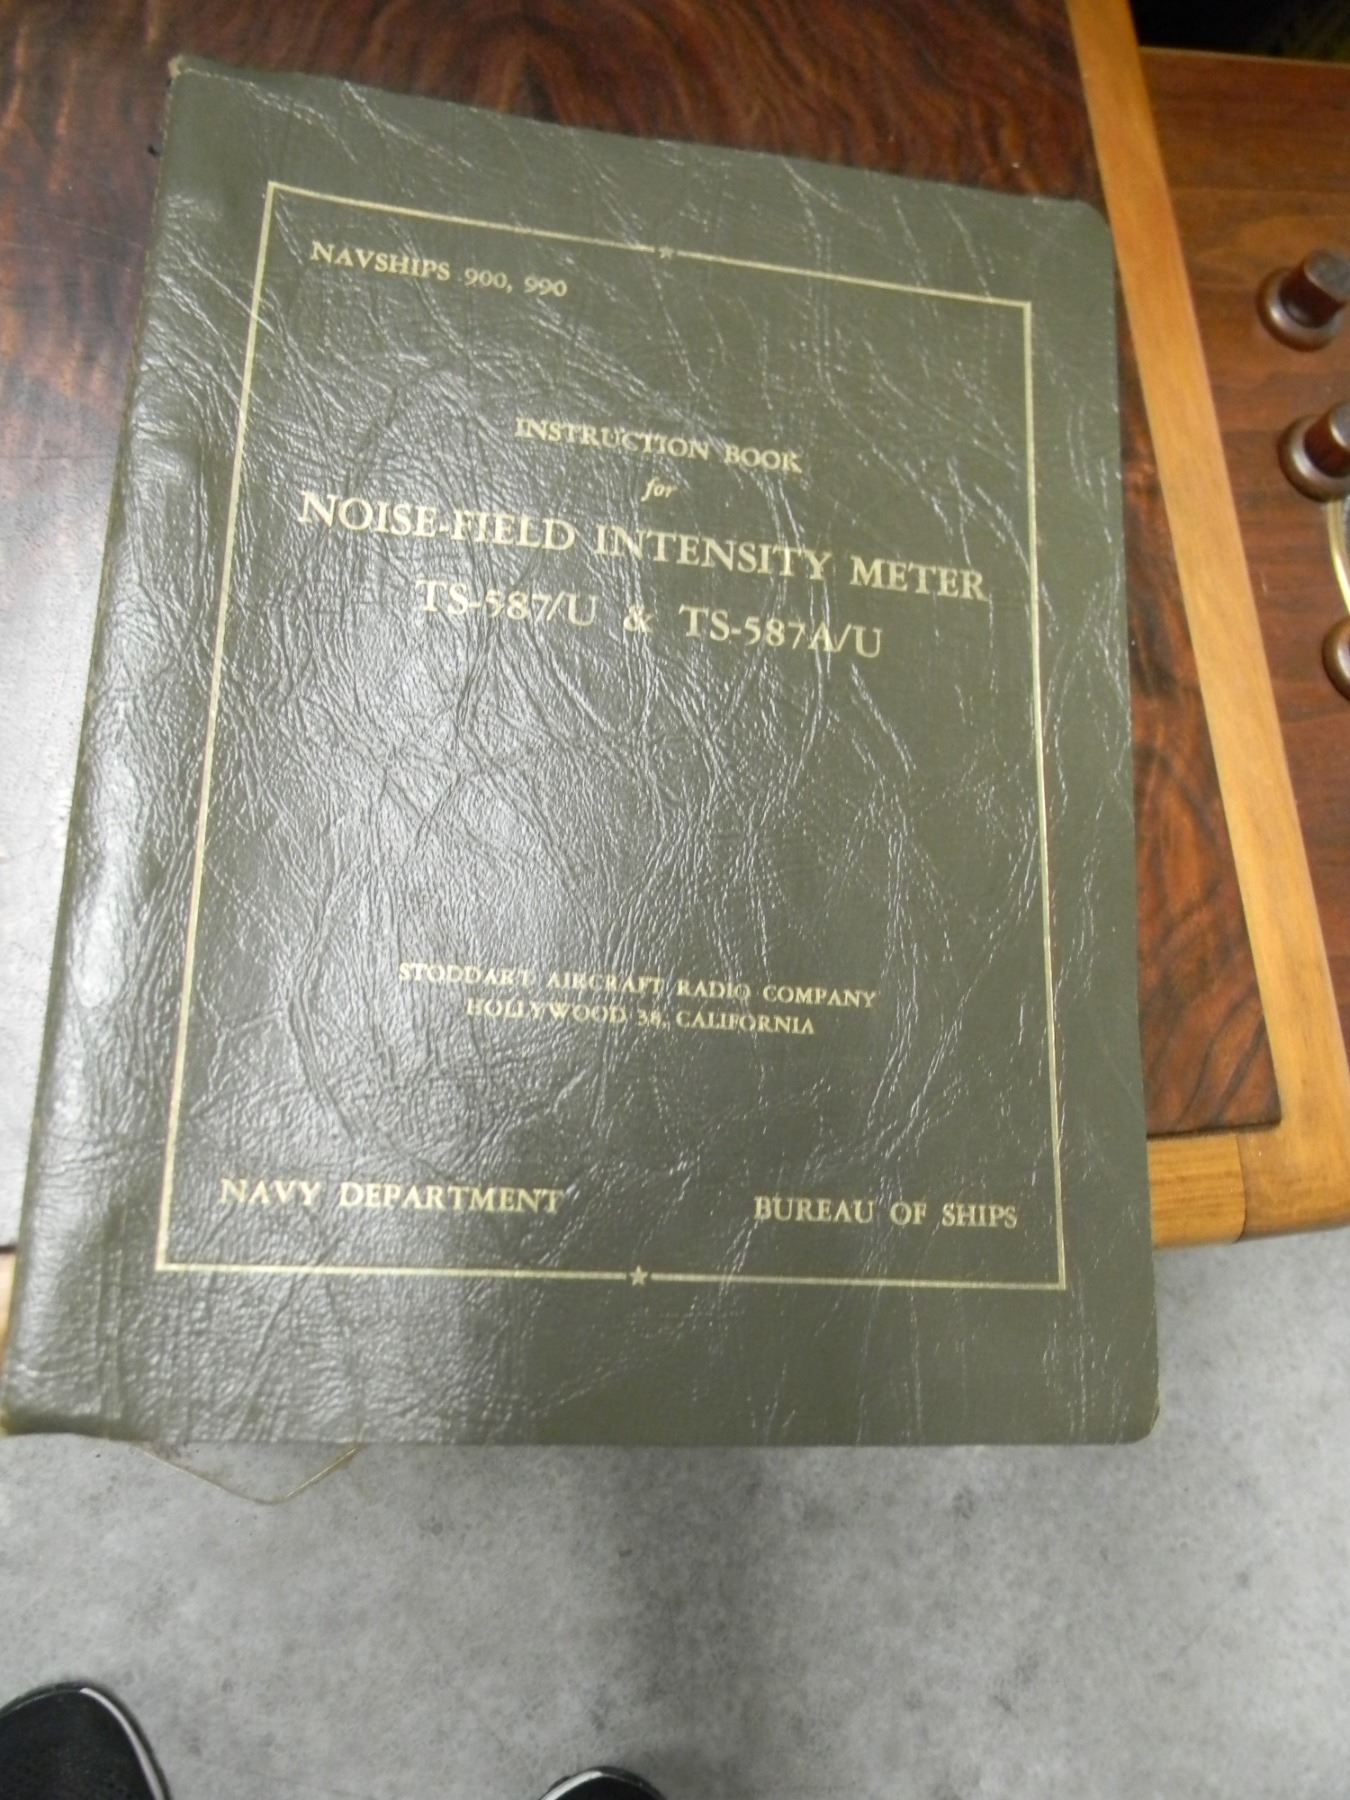 NAVSHIPS 900, 990
INSTRUCTION BOOK
for
NOISE-FIELD INTENSITY METER
TS-587/U & TS-587A/U
STODDART AIRCRAFT RADIO COMPANY
HOLLYWOOD 38, CALIFORNIA
NAVY DEPARTMENT
BUREAU OF SHIPS